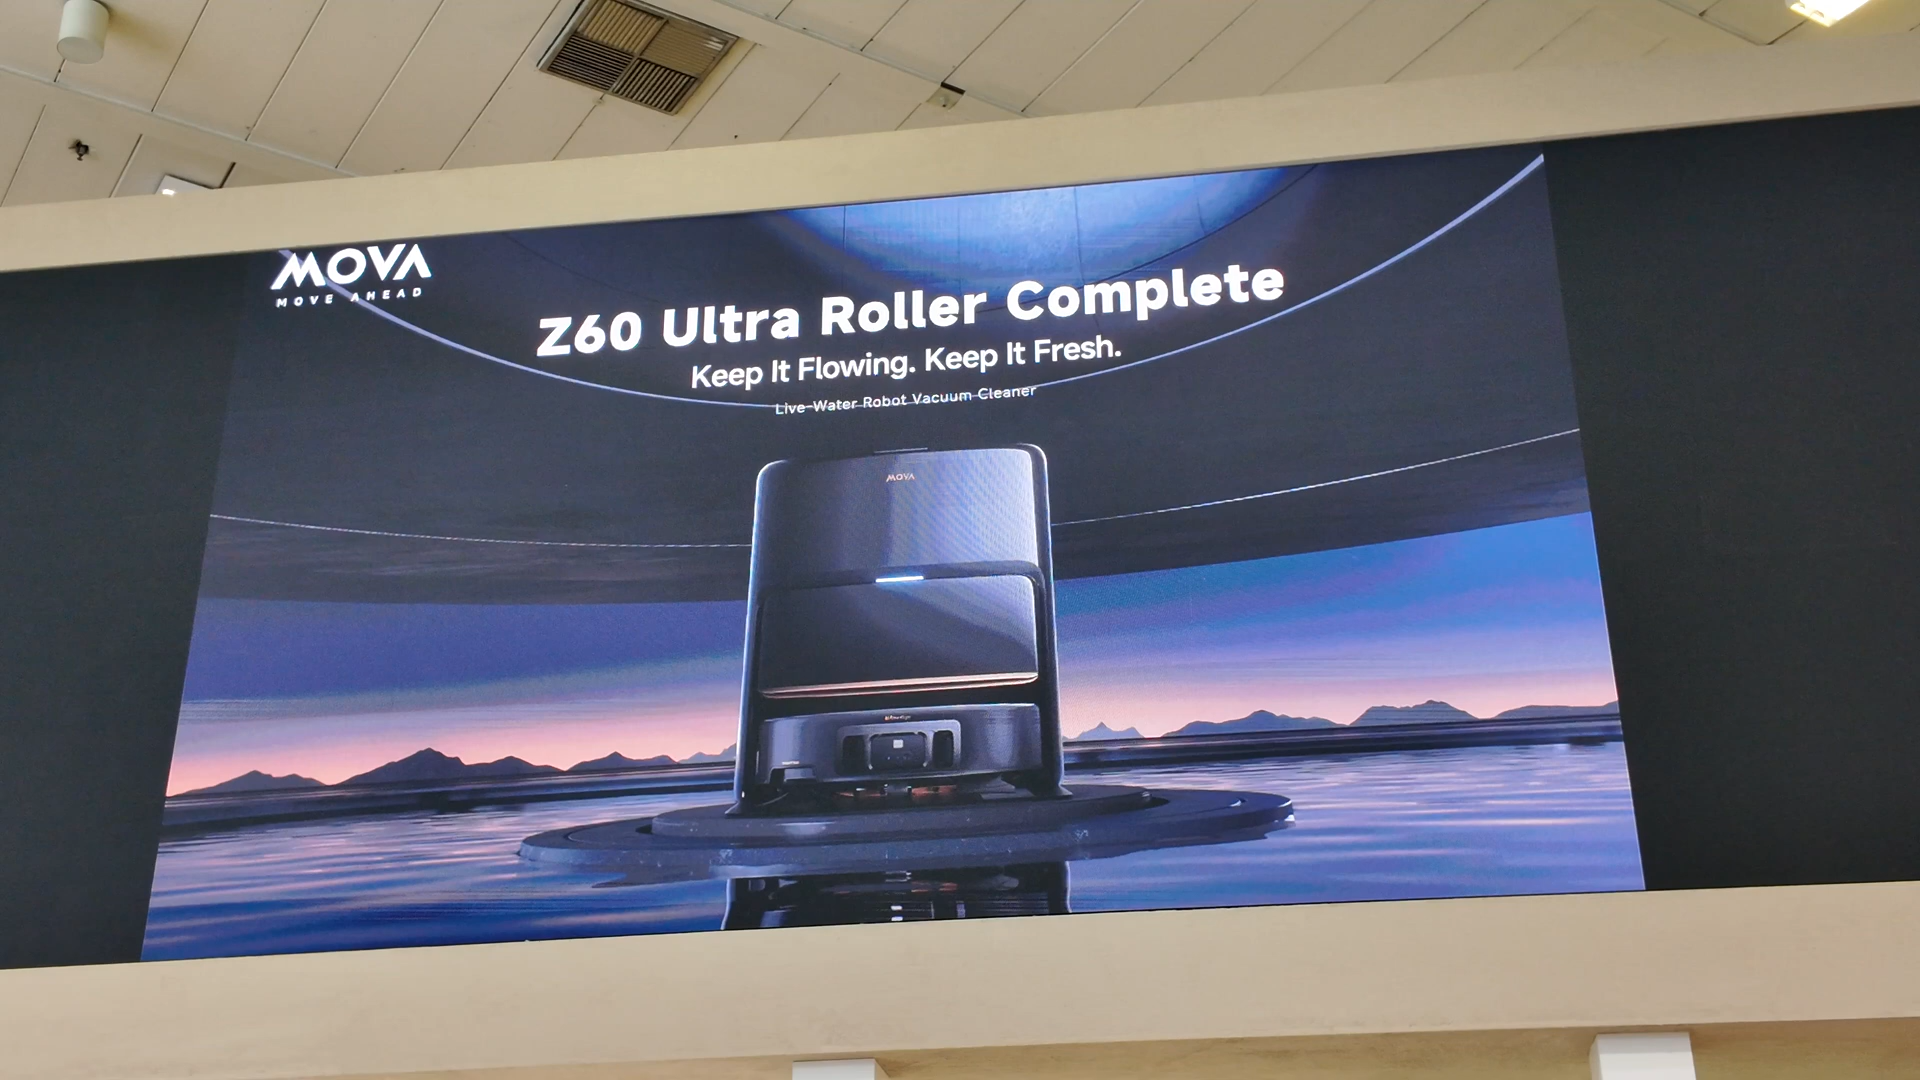 MOVA
MOVE AHEAD
Z60 Ultra Roller Complete
Keep It Flowing. Keep It Fresh.
Live-Water Robot Vacuum Cleaner
MOVA